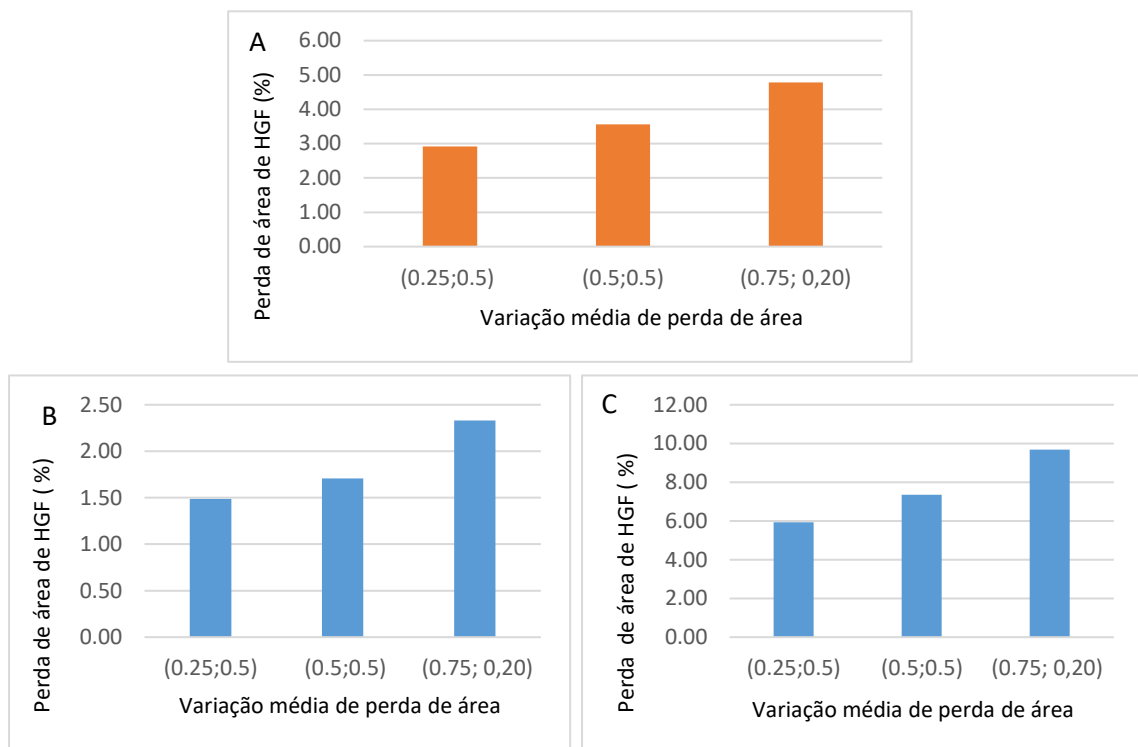 A
Perda de área de HGF (%)
6.00
5.00
4.00
3.00
2.00
1.00
0.00
(0.25;0.5) (0.5;0.5) (0.75; 0,20)
Variação média de perda de área
B
Perda de área de HGF ( %)
2.50
2.00
1.50
1.00
0.50
0.00
(0.25;0.5) (0.5;0.5) (0.75; 0,20)
Variação média de perda de área
C
Perda de área de HGF ( %)
12.00
10.00
8.00
6.00
4.00
2.00
0.00
(0.25;0.5) (0.5;0.5) (0.75; 0,20)
Variação média de perda de área